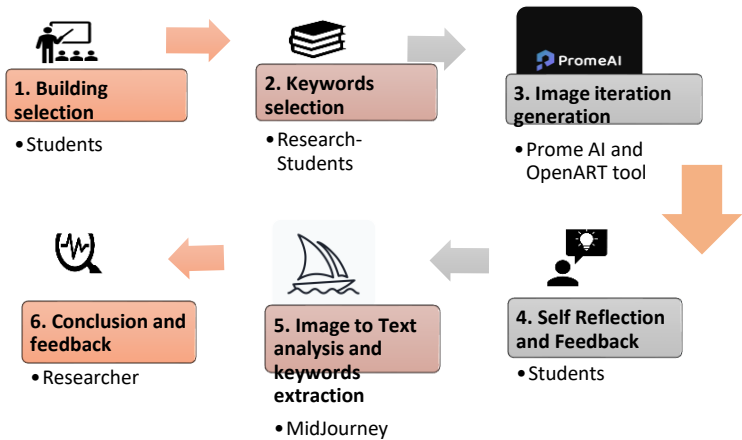 1. Building
selection
•Students
2. Keywords
selection
•Research-
Students
PromeAI
3. Image iteration
generation
•Prome AI and
OpenART tool
4. Self Reflection
and Feedback
•Students
5. Image to Text
analysis and
keywords
extraction
•MidJourney
6. Conclusion and
feedback
•Researcher